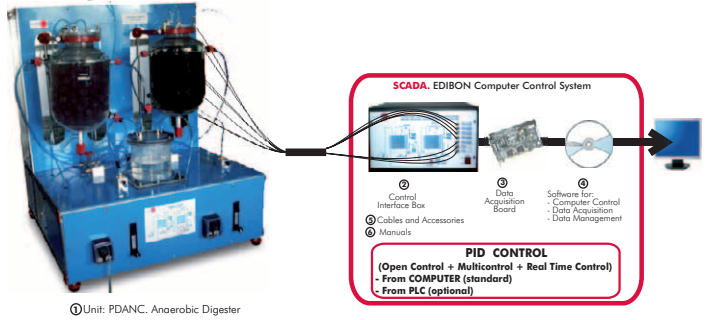 SCADA. EDIBON Computer Control System
② Control
Interface Box
③ Data
Acquisition
Board
④ Software for:
- Computer Control
- Data Acquisition
- Data Management
⑤ Cables and Accessories
⑥ Manuals
PID CONTROL
(Open Control + Multicontrol + Real Time Control)
- From COMPUTER (standard)
- From PLC (optional)
① Unit: PDANC. Anaerobic Digester